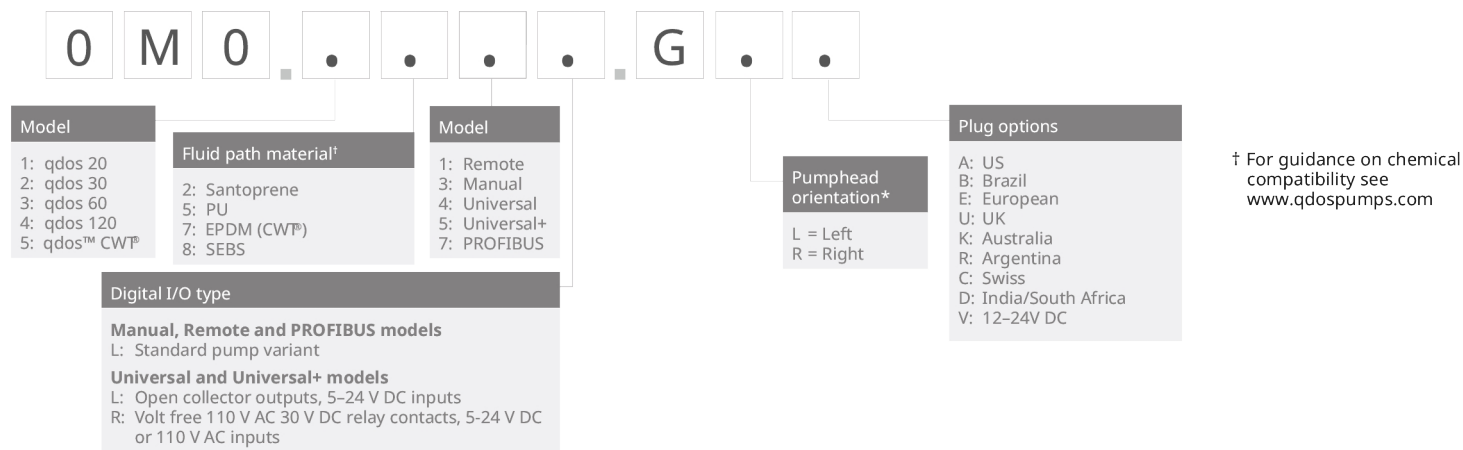 0 M 0 . . . . . . G . .
Model
1: qdos 20
2: qdos 30
3: qdos 60
4: qdos 120
5: qdos™ CWT®
Fluid path material†
2: Santoprene
5: PU
7: EPDM (CWT®)
8: SEBS
Model
1: Remote
3: Manual
4: Universal
5: Universal+
7: PROFIBUS
Digital I/O type
Manual, Remote and PROFIBUS models
L: Standard pump variant
Universal and Universal+ models
L: Open collector outputs, 5–24 V DC inputs
R: Volt free 110 V AC 30 V DC relay contacts, 5-24 V DC
or 110 V AC inputs
Pumphead
orientation*
L = Left
R = Right
Plug options
A: US
B: Brazil
E: European
U: UK
K: Australia
R: Argentina
C: Swiss
D: India/South Africa
V: 12–24V DC
† For guidance on chemical
compatibility see
www.qdospumps.com